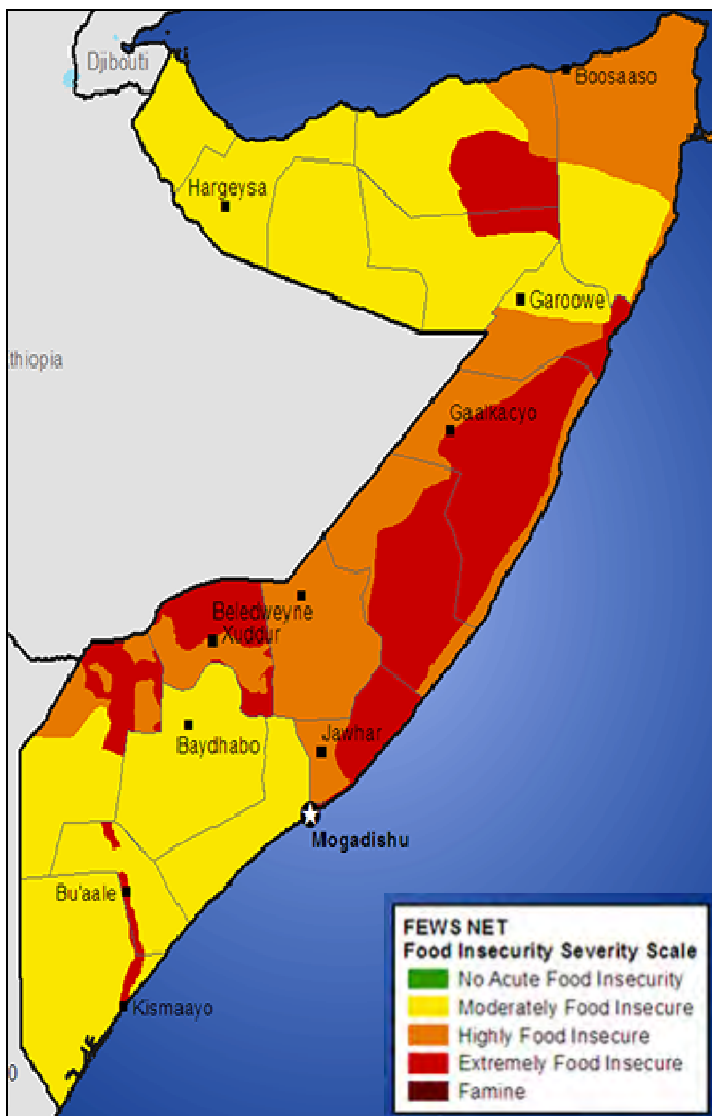 Djibouti
Boosaaso
Hargeysa
Garoowe
thiopia
Gaalkacyo
Beledweyne
Xuddur
Baydhabo
Jawhar
Mogadishu
Bu'aale
Kismaayo
0
FEWS NET
Food Insecurity Severity Scale
No Acute Food Insecurity
Moderately Food Insecure
Highly Food Insecure
Extremely Food Insecure
Famine